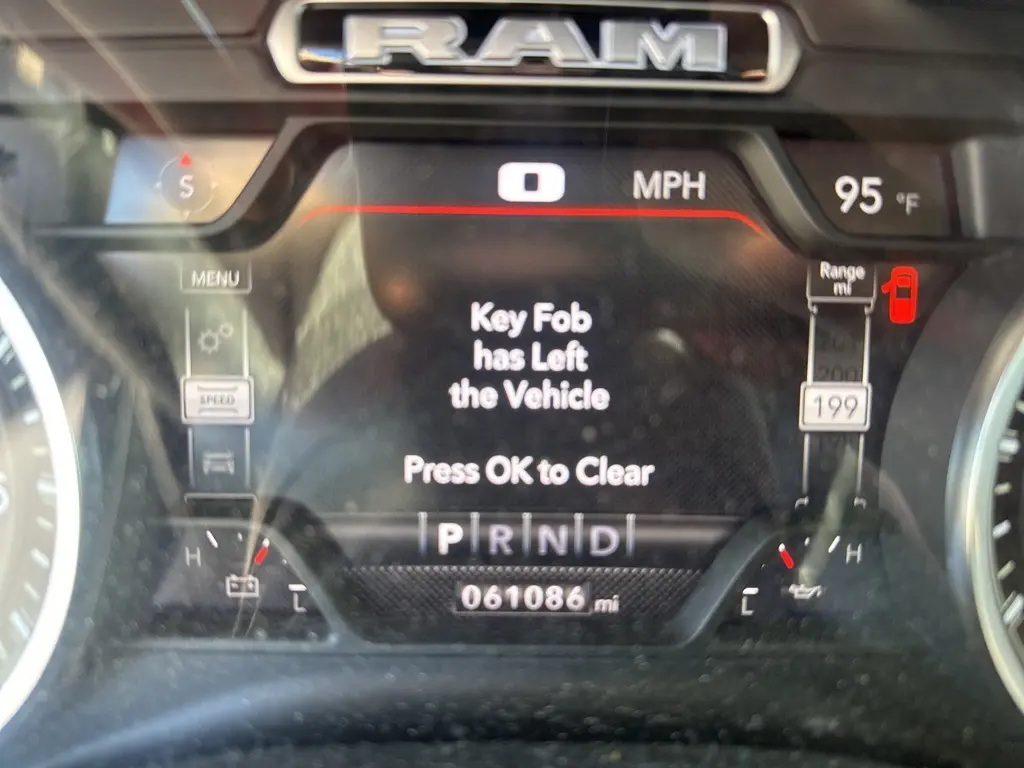 RAM
S
0 MPH
95 °F
MENU
Range
mi
Key Fob
has Left
the Vehicle
200
SPEED
199
Press OK to Clear
P R N D
H
H
L
061086 mi
L